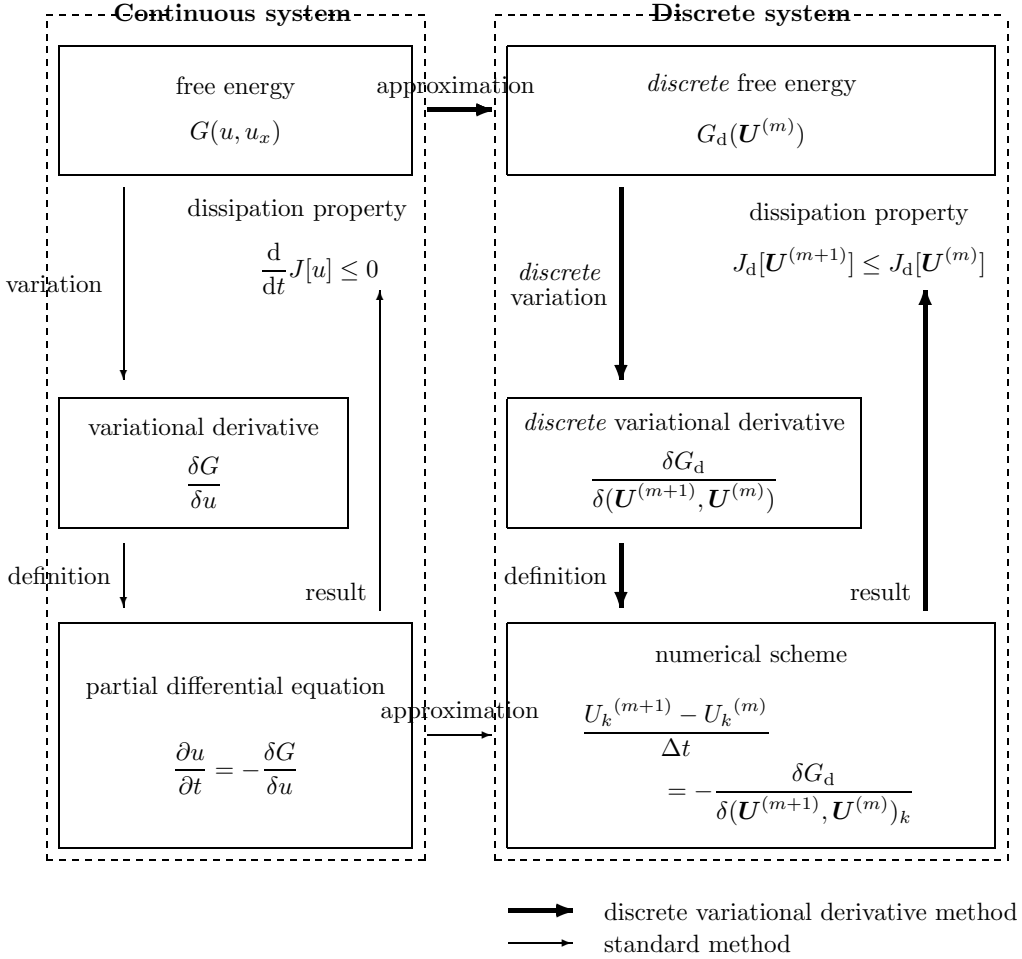 Continuous system
free energy
G(u, u_x)
dissipation property
d/dt J[u] ≤ 0
variation
variational derivative
δG/δu
definition
result
partial differential equation
∂u/∂t = −δG/δu
approximation
approximation
Discrete system
discrete free energy
G_d(U^(m))
dissipation property
J_d[U^(m+1)] ≤ J_d[U^(m)]
discrete
variation
discrete variational derivative
δG_d/δ(U^(m+1), U^(m))
definition
result
numerical scheme
(U_k^(m+1) − U_k^(m))/Δt
= −δG_d/δ(U^(m+1), U^(m))_k
discrete variational derivative method
standard method